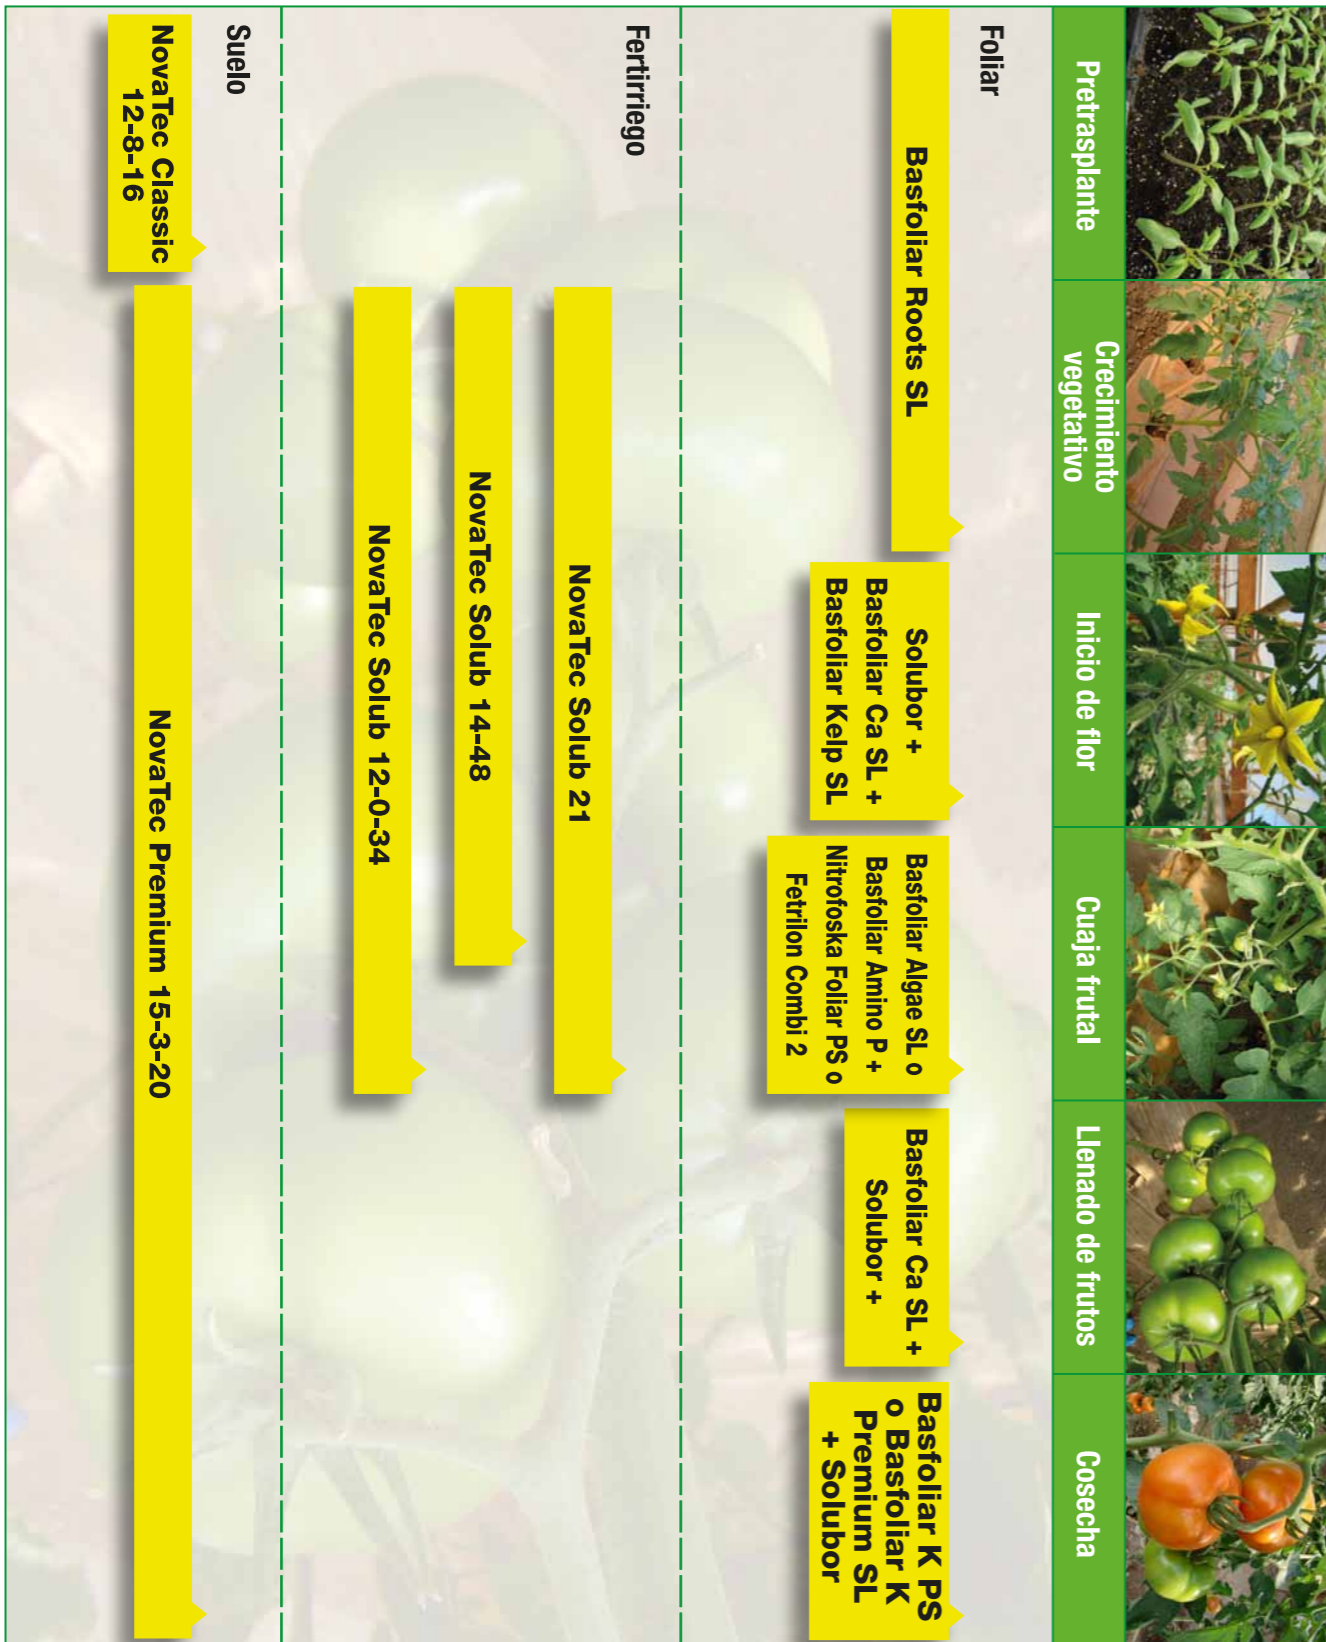 Pretrasplante
Crecimiento
vegetativo
Inicio de flor
Cuaja frutal
Llenado de frutos
Cosecha
Foliar
Basfoliar Roots SL
Solubor +
Basfoliar Ca SL +
Basfoliar Kelp SL
Basfoliar Algae SL o
Basfoliar Amino P +
Nitrofoska Foliar PS o
Fetrilon Combi 2
Basfoliar Ca SL +
Solubor +
Basfoliar K PS
o Basfoliar K
Premium SL
+ Solubor
Fertirriego
NovaTec Solub 21
NovaTec Solub 14-48
NovaTec Solub 12-0-34
Suelo
NovaTec Classic
12-8-16
NovaTec Premium 15-3-20